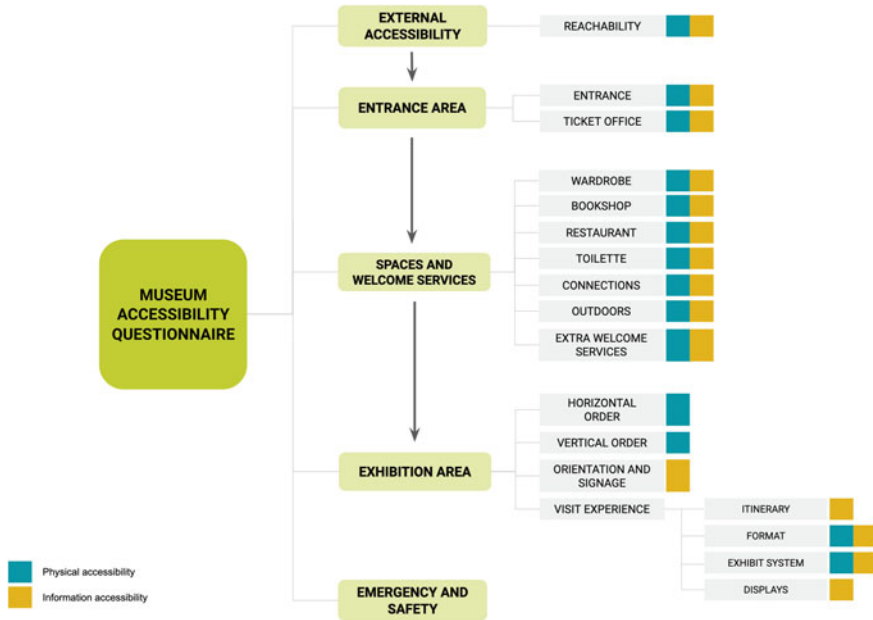 EXTERNAL
ACCESSIBILITY
REACHABILITY
ENTRANCE AREA
ENTRANCE
TICKET OFFICE
WARDROBE
BOOKSHOP
RESTAURANT
SPACES AND
WELCOME SERVICES
TOILETTE
CONNECTIONS
OUTDOORS
EXTRA WELCOME
SERVICES
MUSEUM
ACCESSIBILITY
QUESTIONNAIRE
HORIZONTAL
ORDER
VERTICAL ORDER
EXHIBITION AREA
ORIENTATION AND
SIGNAGE
VISIT EXPERIENCE
ITINERARY
FORMAT
EXHIBIT SYSTEM
DISPLAYS
EMERGENCY AND
SAFETY
Physical accessibility
Information accessibility